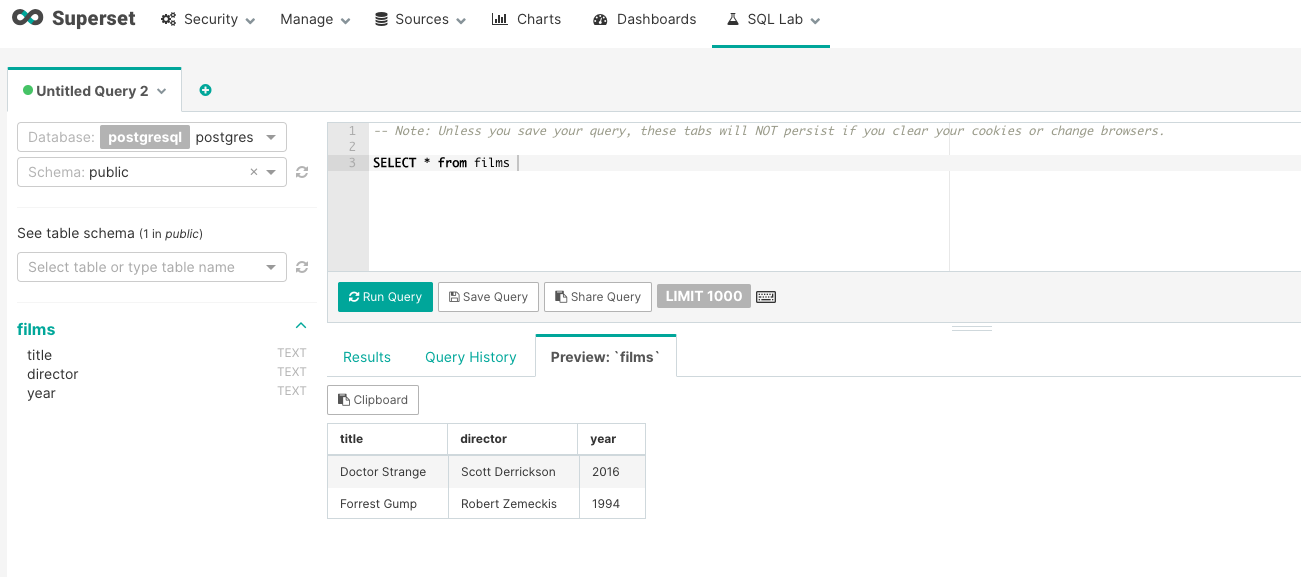 Superset Security Manage Sources Charts Dashboards SQL Lab
Untitled Query 2
Database: postgresql postgres
Schema: public ×
See table schema (1 in public)
Select table or type table name
films
title TEXT
director TEXT
year TEXT
1 -- Note: Unless you save your query, these tabs will NOT persist if you clear your cookies or change browsers.
2
3 SELECT * from films
Run Query Save Query Share Query LIMIT 1000
Results Query History Preview: `films`
Clipboard
title director year
Doctor Strange Scott Derrickson 2016
Forrest Gump Robert Zemeckis 1994